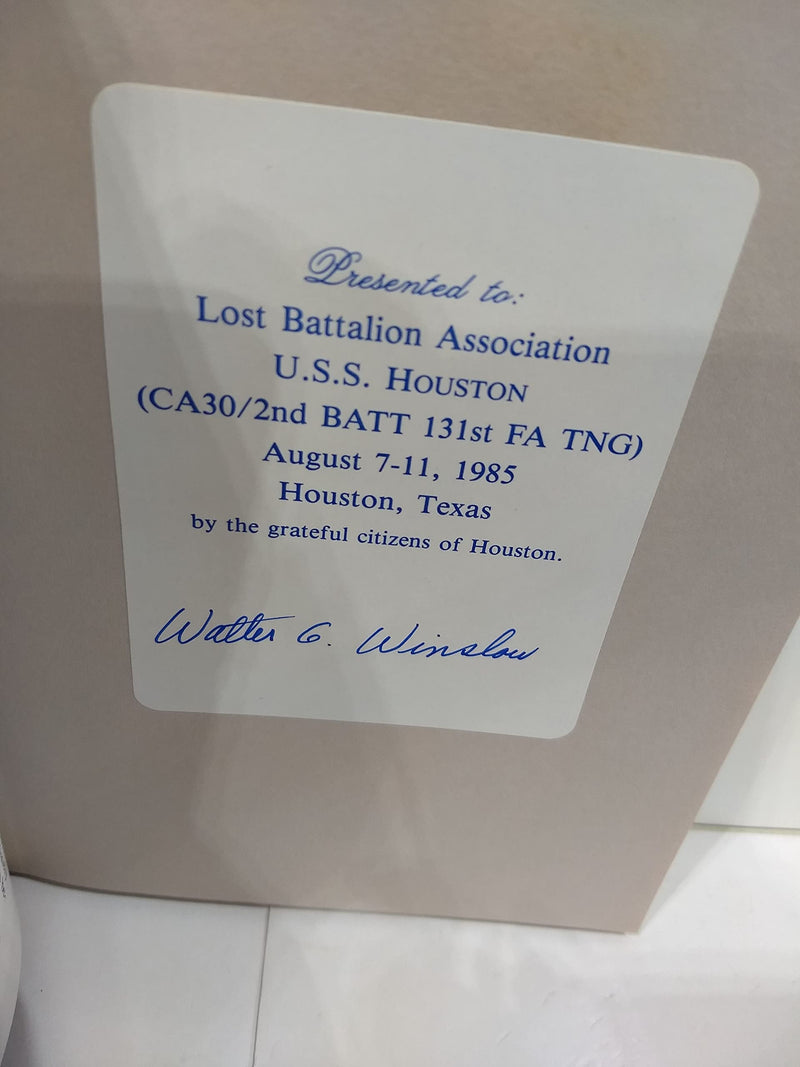 Presented to:
Lost Battalion Association
U.S.S. HOUSTON
(CA30/2nd BATT 131st FA TNG)
August 7-11, 1985
Houston, Texas
by the grateful citizens of Houston.
Walter G. Winslow